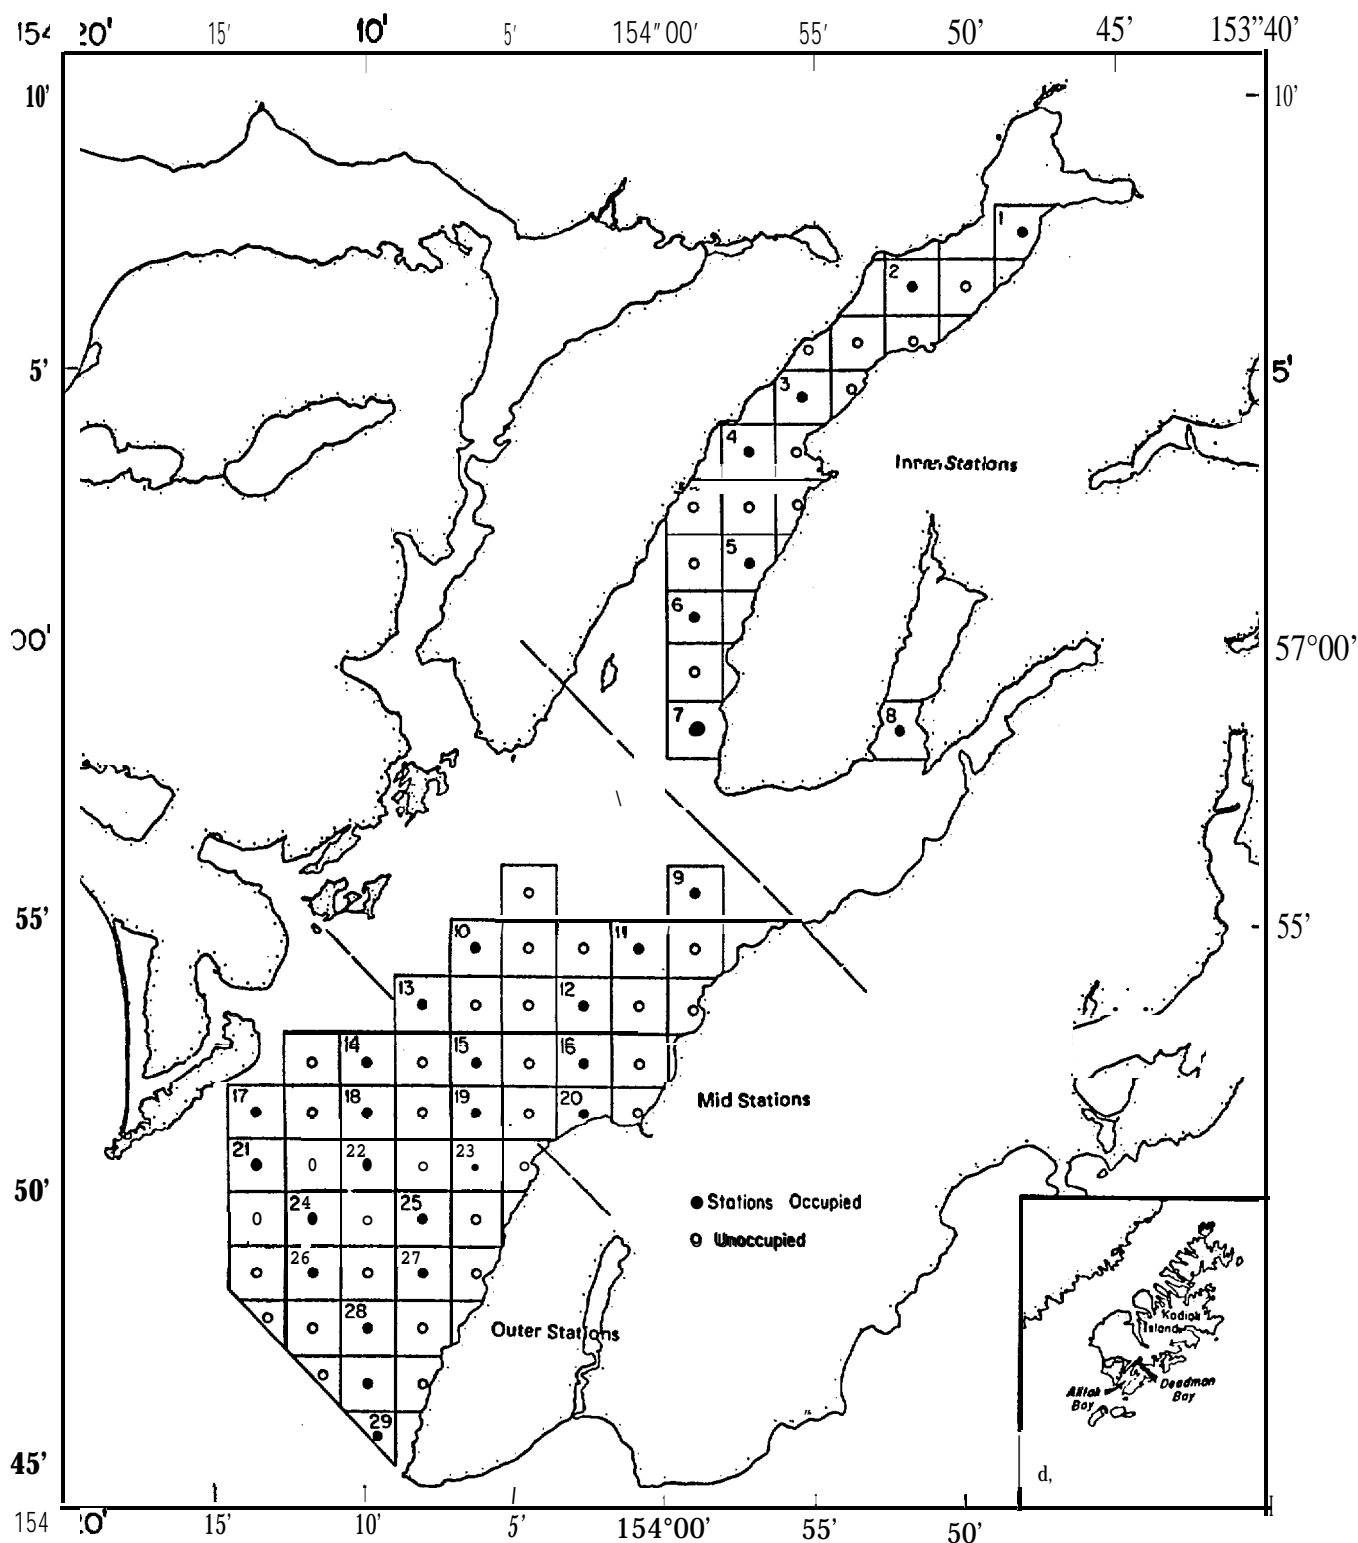 154 20' 15' 10' 5' 154°00' 55' 50' 45' 153°40'
10' 10'
1
2
5' 5'
3
4
Stations
5
6
00' 57°00'
7 8
9
55' 55'
10 11
13 12
14 15 16
17 18 19 20
Mid Stations
21 22 23
50'
24 25
● Stations Occupied
○ Unoccupied
26 27
28
Outer Stations
Kodiak
Island
Alitak
Bay
Deadman
Bay
29
45'
d,
154 20' 15' 10' 5' 154°00' 55' 50'